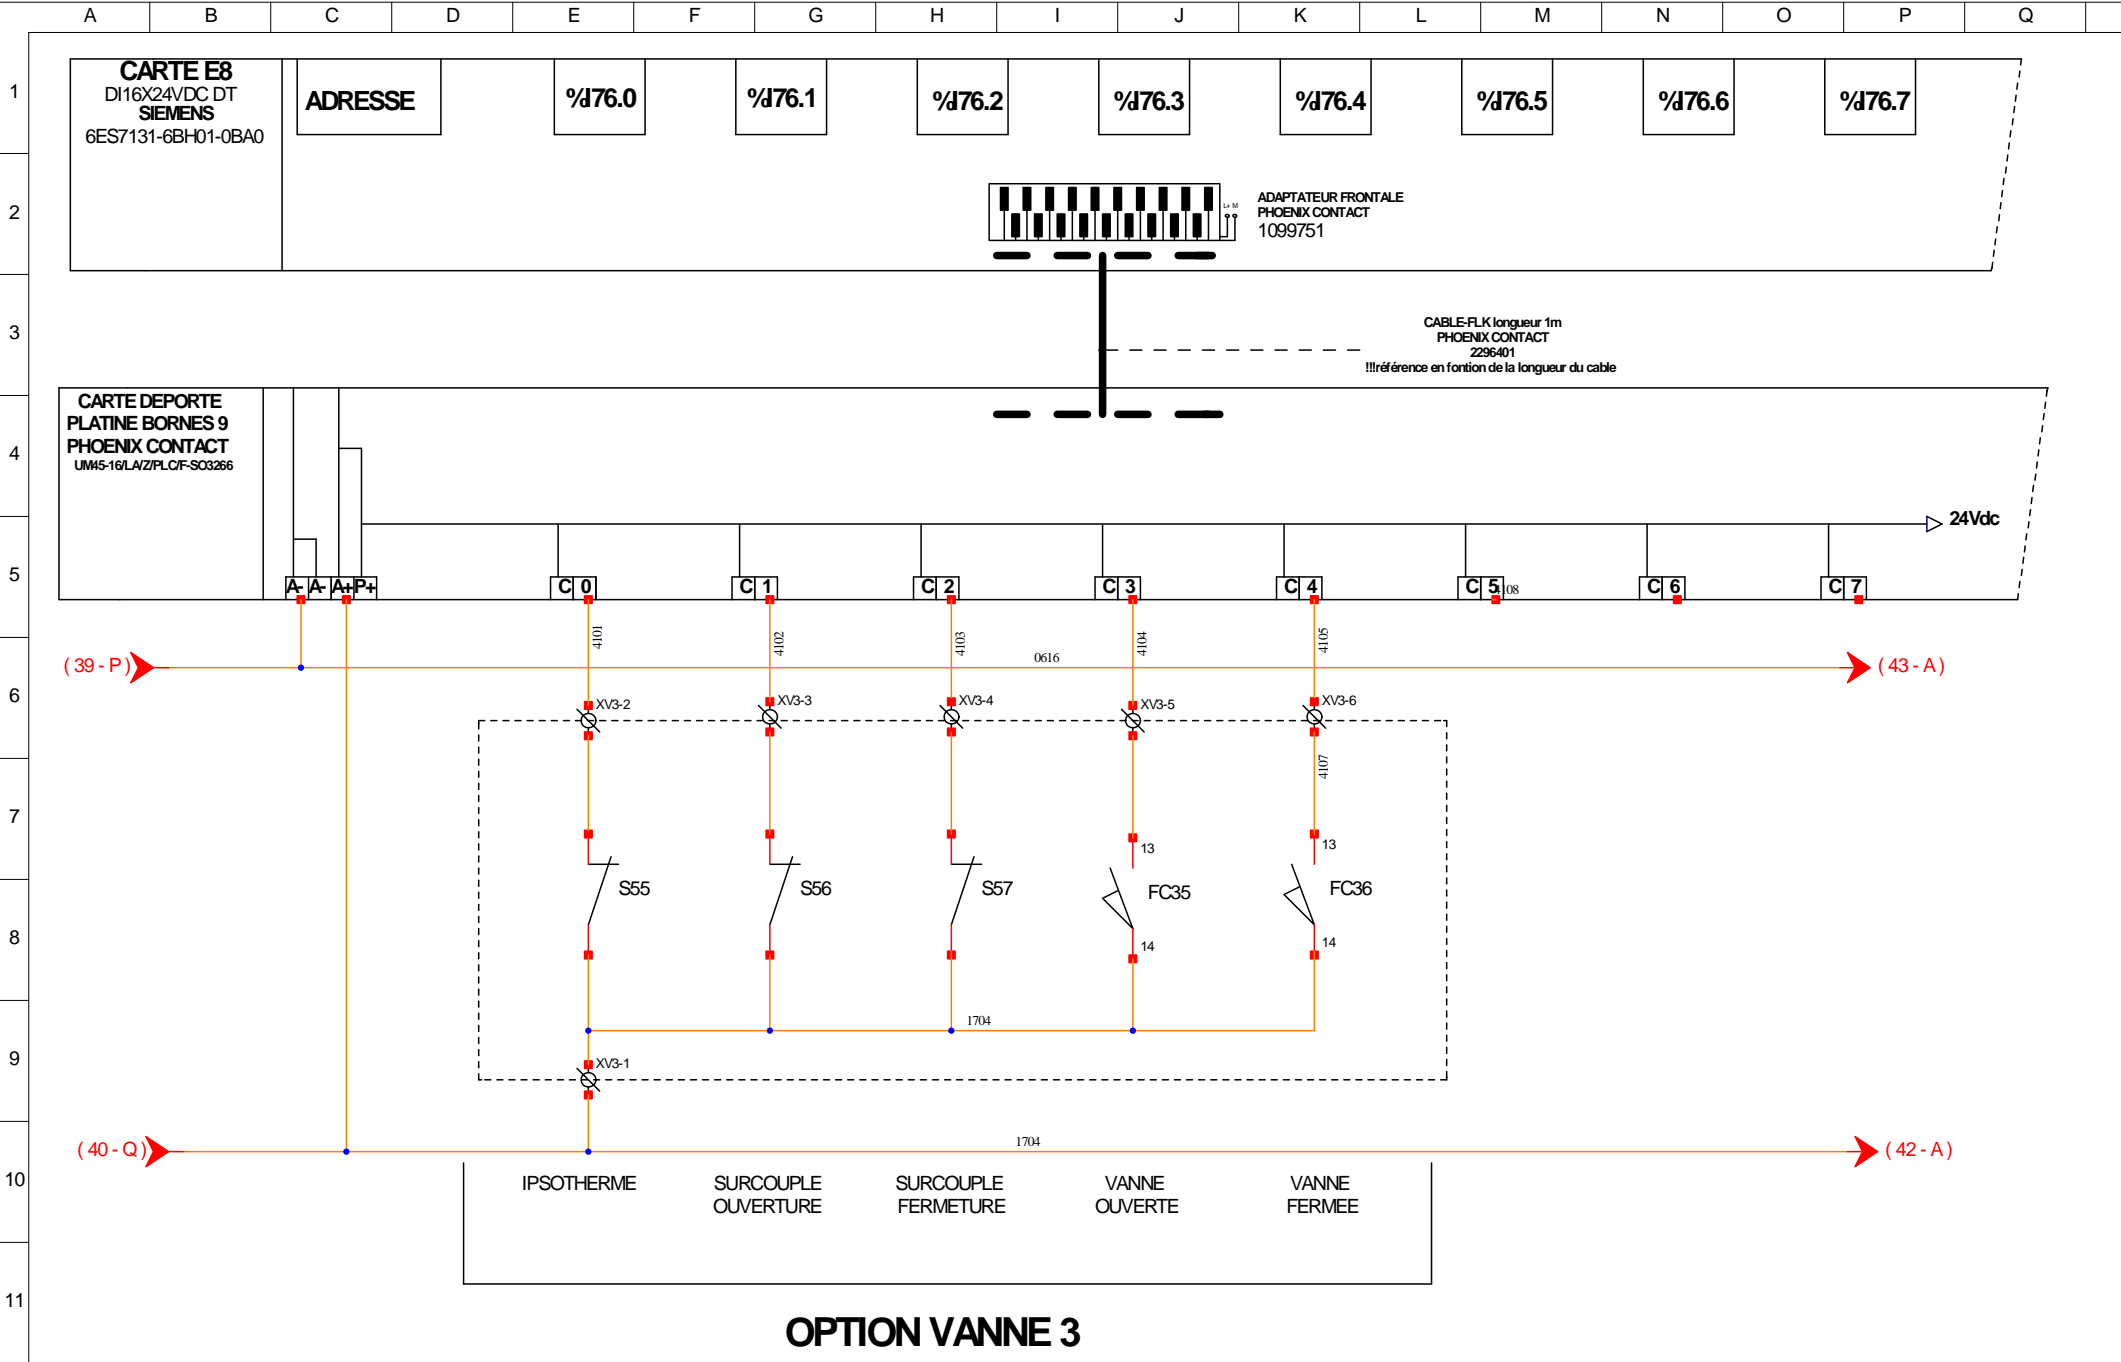 A B C D E F G H I J K L M N O P Q
1
CARTE E8
DI16X24VDC DT
SIEMENS
6ES7131-6BH01-0BA0
ADRESSE
%I76.0 %I76.1 %I76.2 %I76.3 %I76.4 %I76.5 %I76.6 %I76.7
2
L+ M
ADAPTATEUR FRONTALE
PHOENIX CONTACT
1099751
3
CABLE-FLK longueur 1m
PHOENIX CONTACT
2296401
!!!référence en fontion de la longueur du cable
4
CARTE DEPORTE
PLATINE BORNES 9
PHOENIX CONTACT
UM45-16/LA/Z/PLC/F-SO3266
24Vdc
5
A- A- A+ P+ C 0 C 1 C 2 C 3 C 4 C 5 C 6 C 7
4108
4101 4102 4103 4104 4105
(39-P) 0616 (43-A)
6
XV3-2 XV3-3 XV3-4 XV3-5 XV3-6
4107
7
13 13
S55 S56 S57 FC35 FC36
8
14 14
1704
9
XV3-1
(40-Q) 1704 (42-A)
10
IPSOTHERME
SURCOUPLE
OUVERTURE
SURCOUPLE
FERMETURE
VANNE
OUVERTE
VANNE
FERMEE
11
OPTION VANNE 3